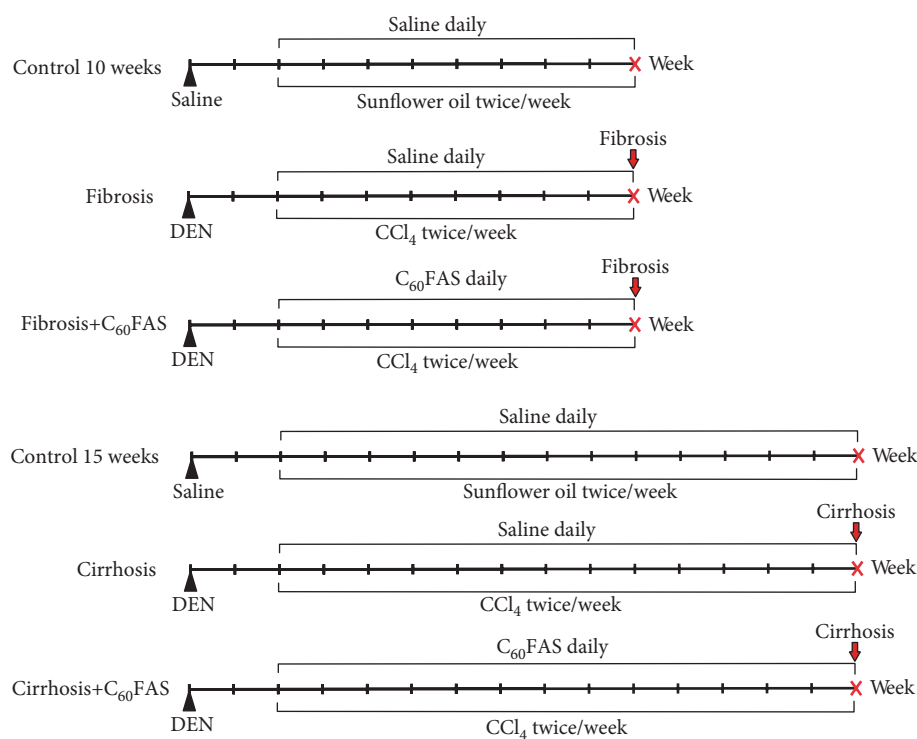 Saline daily
Control 10 weeks
Week
Saline
Sunflower oil twice/week
Fibrosis
Saline daily
Fibrosis
Week
DEN
CCl₄ twice/week
Fibrosis
C₆₀FAS daily
Fibrosis+C₆₀FAS
Week
DEN
CCl₄ twice/week
Saline daily
Control 15 weeks
Week
Saline
Sunflower oil twice/week
Cirrhosis
Saline daily
Cirrhosis
Week
DEN
CCl₄ twice/week
Cirrhosis
C₆₀FAS daily
Cirrhosis+C₆₀FAS
Week
DEN
CCl₄ twice/week